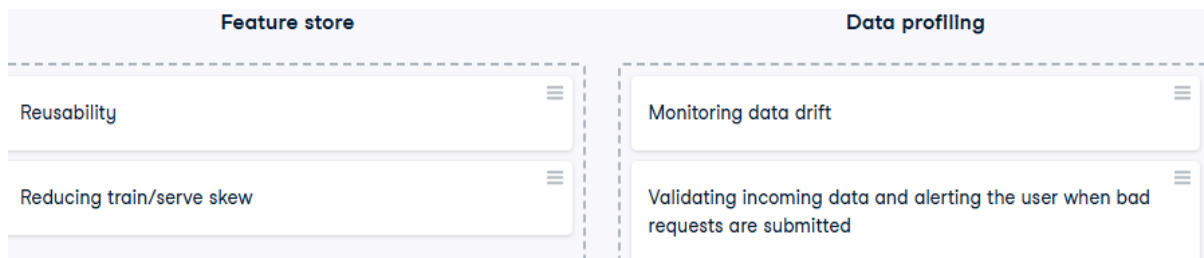 Feature store
Reusability
Reducing train/serve skew
Data profiling
Monitoring data drift
Validating incoming data and alerting the user when bad
requests are submitted